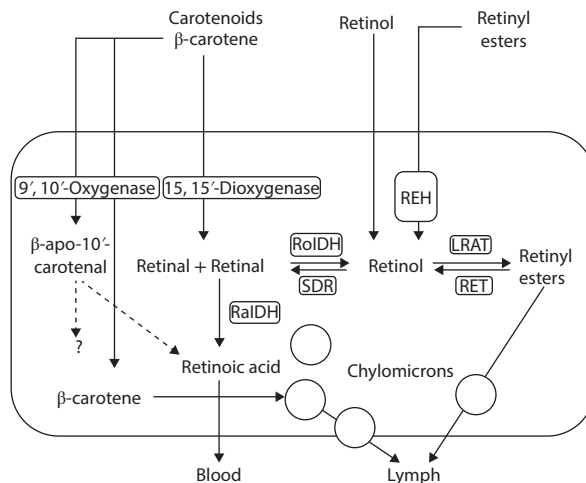 Carotenoids
β-carotene
Retinol
Retinyl
esters
9′, 10′-Oxygenase
15, 15′-Dioxygenase
REH
β-apo-10′-
carotenal
Retinal + Retinal
RolDH
SDR
Retinol
LRAT
RET
Retinyl
esters
RalDH
?
Retinoic acid
Chylomicrons
β-carotene
Blood
Lymph